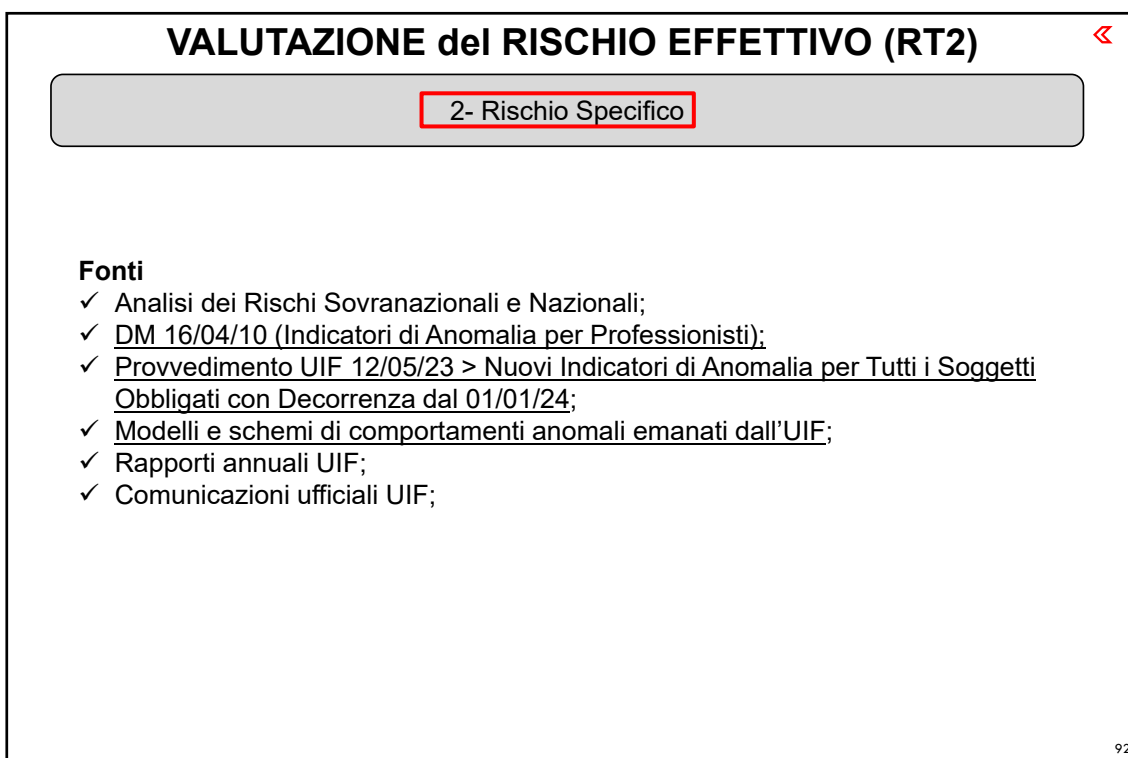 VALUTAZIONE del RISCHIO EFFETTIVO (RT2)
2- Rischio Specifico
Fonti
✓ Analisi dei Rischi Sovranazionali e Nazionali;
✓ DM 16/04/10 (Indicatori di Anomalia per Professionisti);
✓ Provvedimento UIF 12/05/23 > Nuovi Indicatori di Anomalia per Tutti i Soggetti
Obbligati con Decorrenza dal 01/01/24;
✓ Modelli e schemi di comportamenti anomali emanati dall'UIF;
✓ Rapporti annuali UIF;
✓ Comunicazioni ufficiali UIF;
92